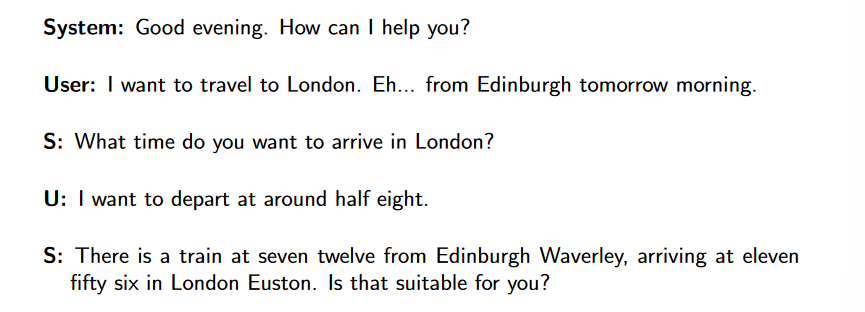 System: Good evening. How can I help you?
User: I want to travel to London. Eh... from Edinburgh tomorrow morning.
S: What time do you want to arrive in London?
U: I want to depart at around half eight.
S: There is a train at seven twelve from Edinburgh Waverley, arriving at eleven
fifty six in London Euston. Is that suitable for you?